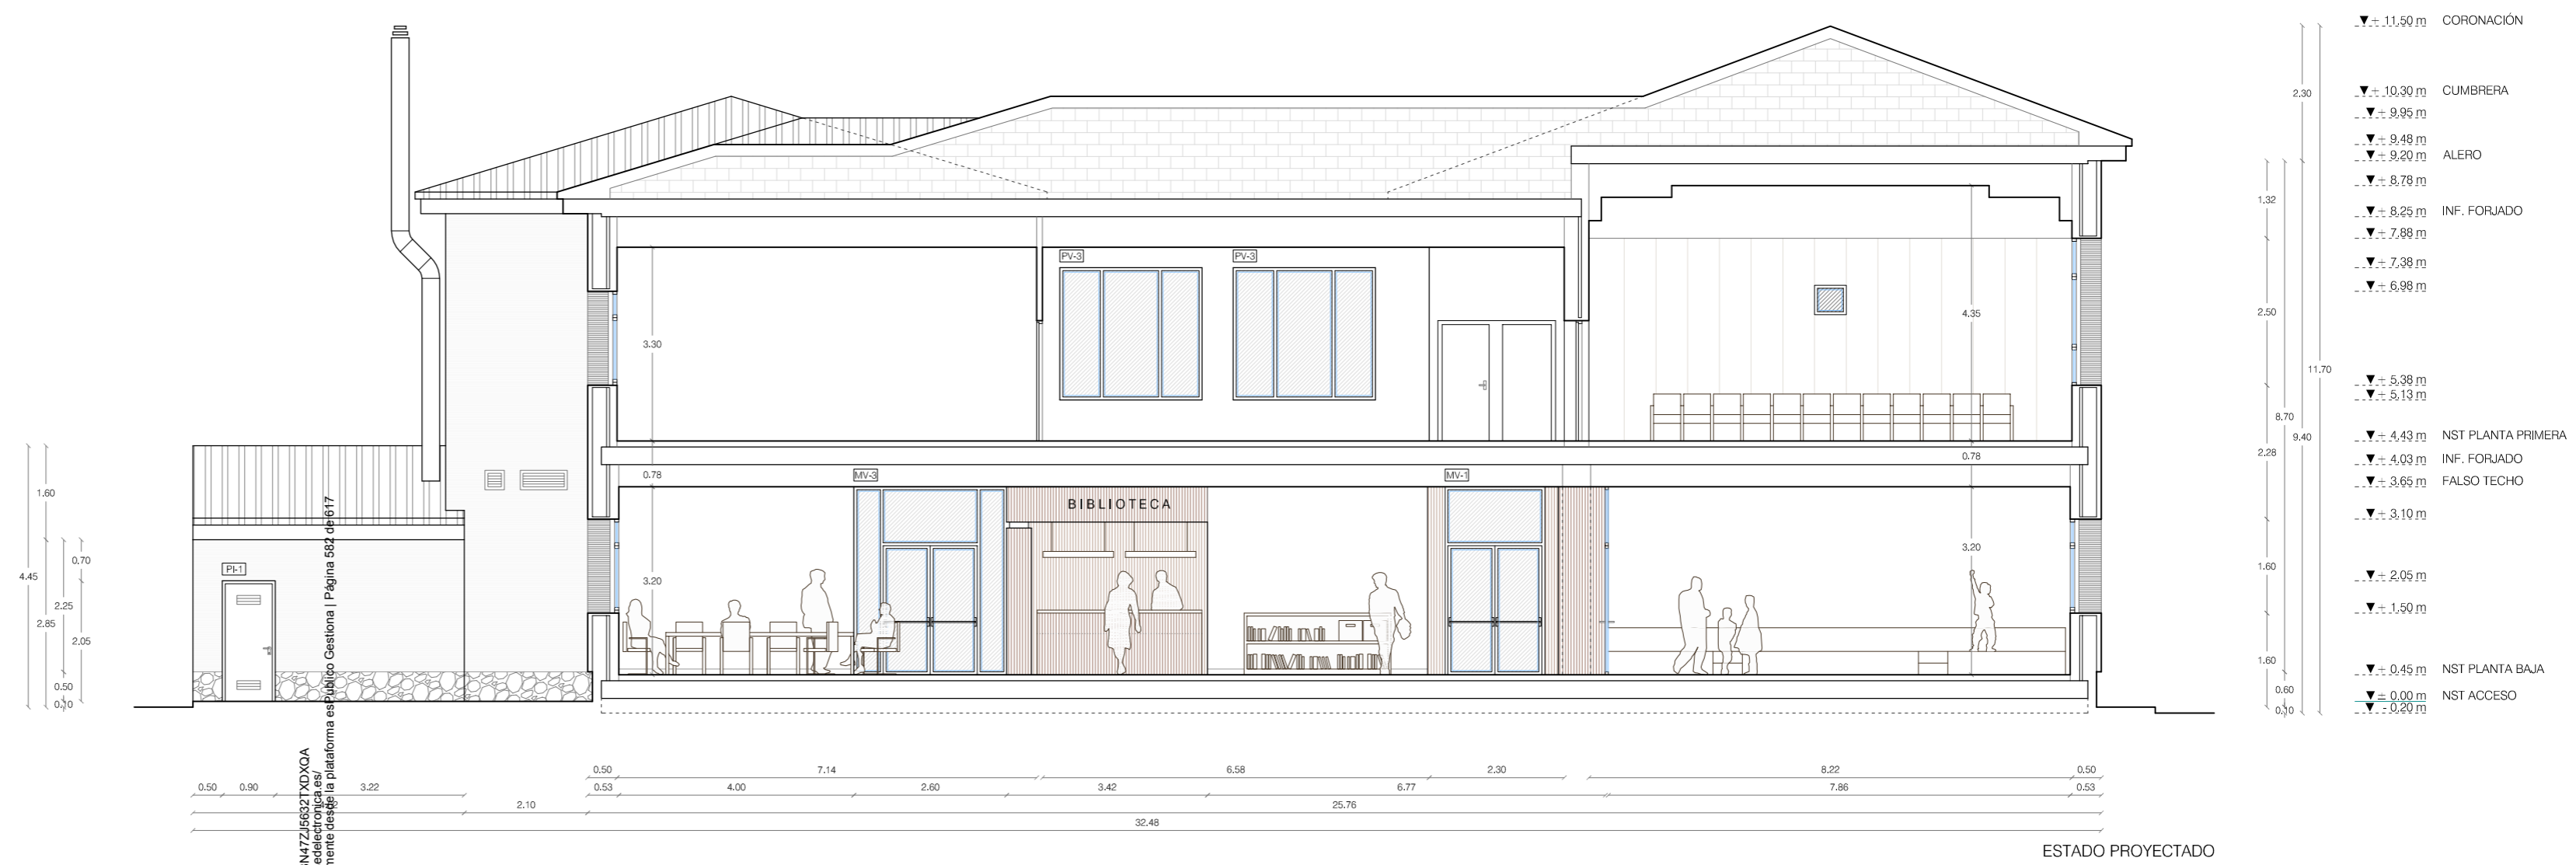 ▼+ 11,50 m CORONACIÓN
▼+ 10,30 m CUMBRERA
▼+ 9,95 m
▼+ 9,48 m
▼+ 9,20 m ALERO
▼+ 8,78 m
▼+ 8,25 m INF. FORJADO
▼+ 7,88 m
▼+ 7,38 m
▼+ 6,98 m
▼+ 5,38 m
▼+ 5,13 m
▼+ 4,43 m NST PLANTA PRIMERA
▼+ 4,03 m INF. FORJADO
▼+ 3,65 m FALSO TECHO
▼+ 3,10 m
▼+ 2,05 m
▼+ 1,50 m
▼+ 0,45 m NST PLANTA BAJA
▼± 0,00 m NST ACCESO
▼- 0,20 m
2.30
1.32
2.50
11.70
8.70
9.40
2.28
1.60
1.60
0.60
0.10
PV-3
PV-3
3.30
4.35
0.78
0.78
MV-3
MV-1
BIBLIOTECA
3.20
3.20
PI-1
1.60
4.45
0.70
2.25
2.85
2.05
0.50
0.10
0.50
7.14
6.58
2.30
8.22
0.50
0.50
0.90
3.22
0.53
4.00
2.60
3.42
6.77
7.86
0.53
2.10
25.76
32.48
N47ZJ5632TXDXQA
edelectronica.es/
mente desde la plataforma esPublico Gestiona | Página 582 de 617
ESTADO PROYECTADO